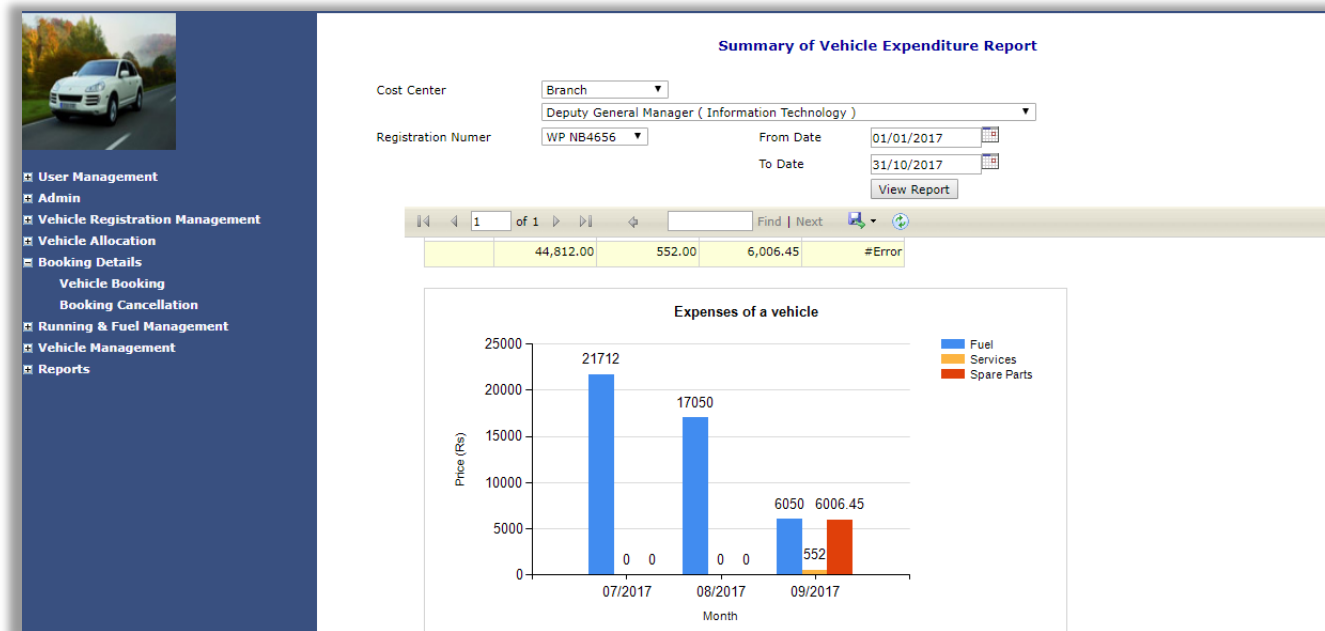 Summary of Vehicle Expenditure Report
Cost Center Branch
Deputy General Manager ( Information Technology )
Registration Numer WP NB4656 From Date 01/01/2017
To Date 31/10/2017
View Report
User Management
Admin
Vehicle Registration Management
Vehicle Allocation
Booking Details
Vehicle Booking
Booking Cancellation
Running & Fuel Management
Vehicle Management
Reports
1 of 1 Find | Next
44,812.00 552.00 6,006.45 #Error
Expenses of a vehicle
Fuel
Services
Spare Parts
Price (Rs)
25000
20000
15000
10000
5000
0
21712
0 0
17050
0 0
6050 6006.45
552
07/2017 08/2017 09/2017
Month